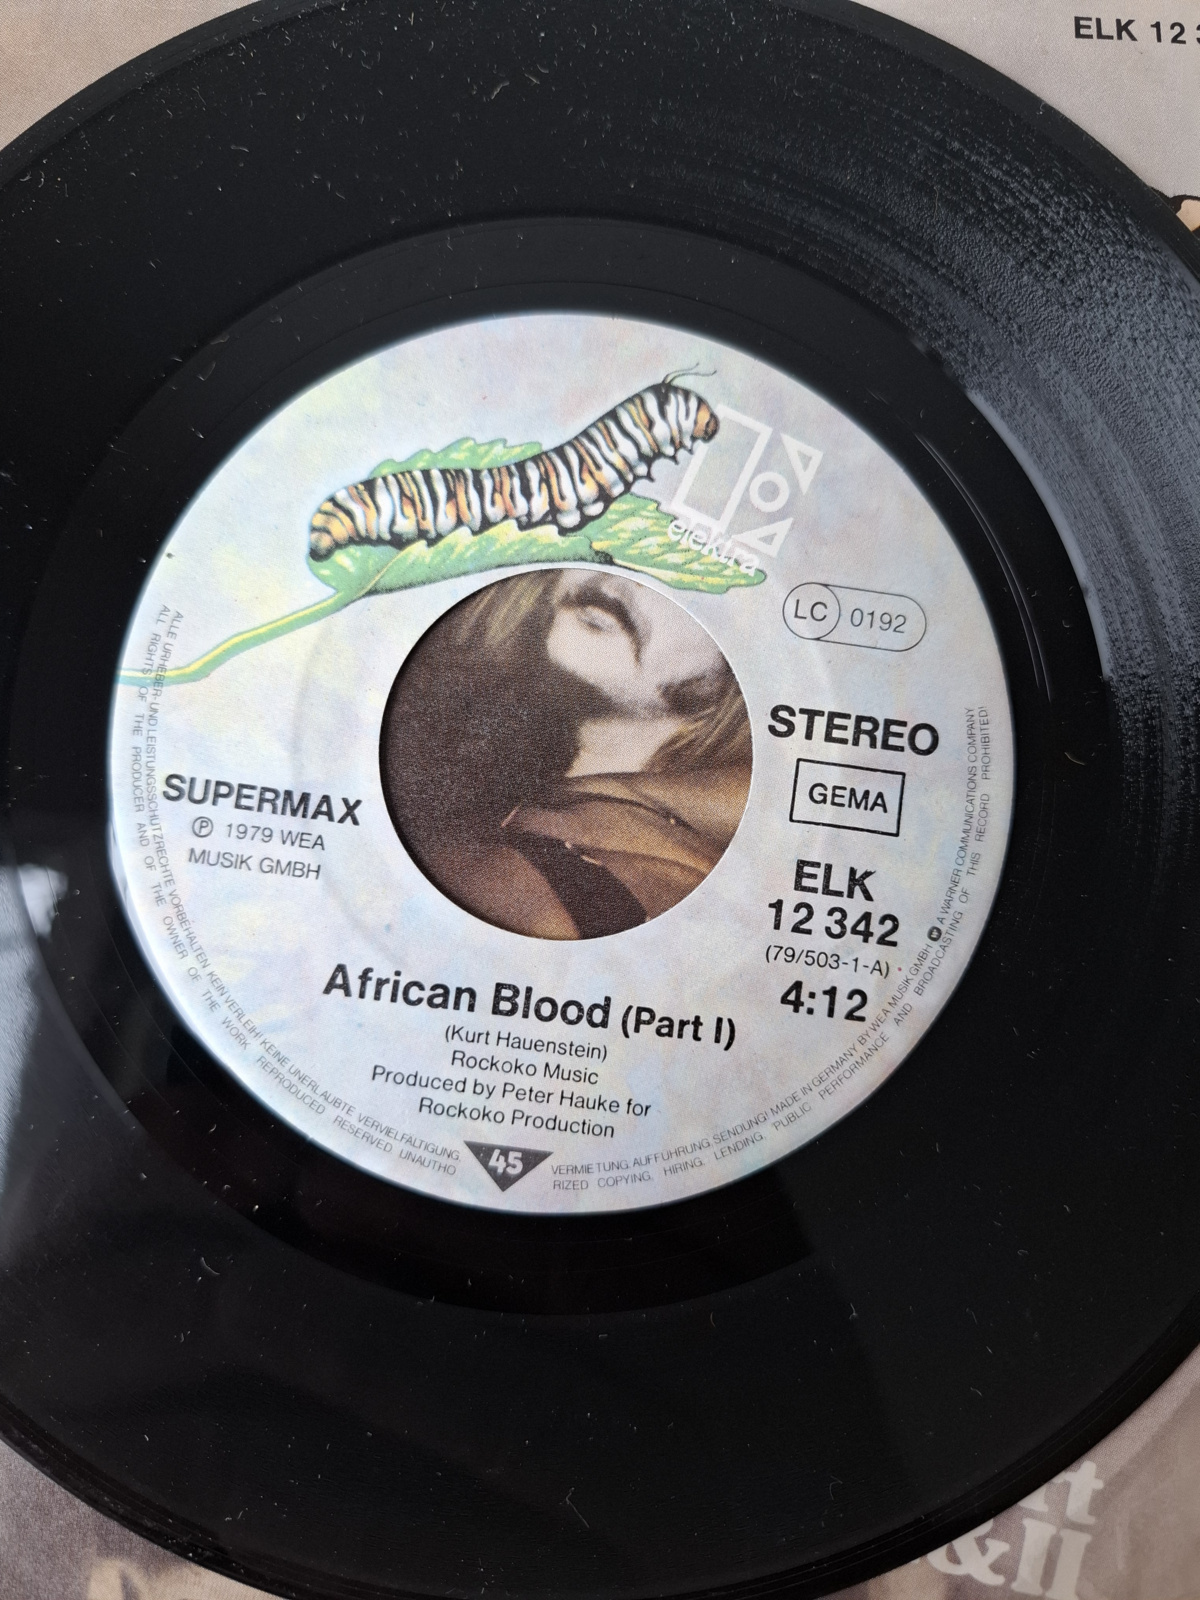 ELK 12 3
elektra
LC 0192
STEREO
GEMA
SUPERMAX
℗ 1979 WEA
MUSIK GMBH
ELK
12 342
(79/503-1-A)
4:12
African Blood (Part I)
(Kurt Hauenstein)
Rockoko Music
Produced by Peter Hauke for
Rockoko Production
45
ALLE URHEBER- UND LEISTUNGSSCHUTZRECHTE VORBEHALTEN KEIN VERLEIH! KEINE UNERLAUBTE VERVIELFÄLTIGUNG,
VERMIETUNG, AUFFÜHRUNG, SENDUNG! MADE IN GERMANY BY WEA MUSIK GMBH A WARNER COMMUNICATIONS COMPANY
ALL RIGHTS OF THE PRODUCER AND OF THE OWNER OF THE WORK REPRODUCED RESERVED UNAUTHO
RIZED COPYING, HIRING, LENDING, PUBLIC PERFORMANCE AND BROADCASTING OF THIS RECORD PROHIBITED!
rt
&II